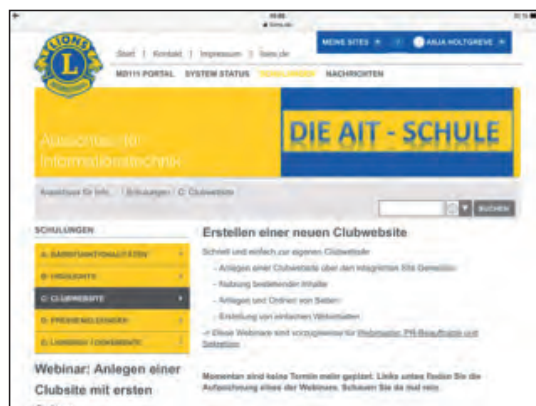 Start | Kontakt | Impressum | lions.de
MEINE SITES
ANJA HOLTGREVE
LIONS
L
MD111 PORTAL SYSTEM STATUS SCHULUNGEN NACHRICHTEN
Ausschuss für
Informationstechnik
DIE AIT - SCHULE
Ausschuss für Info... Schulungen C: Clubwebsite
SUCHEN
SCHULUNGEN
A: BASISFUNKTIONALITÄTEN
B: HIGHLIGHTS
C: CLUBWEBSITE
D: PRESSEMELDUNGEN
Erstellen einer neuen Clubwebsite
Schnell und einfach zur eigenen Clubwebsite
- Anlegen einer Clubwebsite über den integrierten Site Generator
- Nutzung bestehender Inhalte
- Anlegen und Ordnen von Seiten
- Erstellung von einfachen Webinhalten
-> Diese Webinare sind vorzugsweise für Webmaster, PR-Beauftragte und
Sekretäre
Webinar: Anlegen einer
Clubsite mit ersten
Momentan sind keine Termine mehr geplant. Links unten finden Sie die
Aufzeichnung eines der Webinare. Schauen Sie da mal rein.